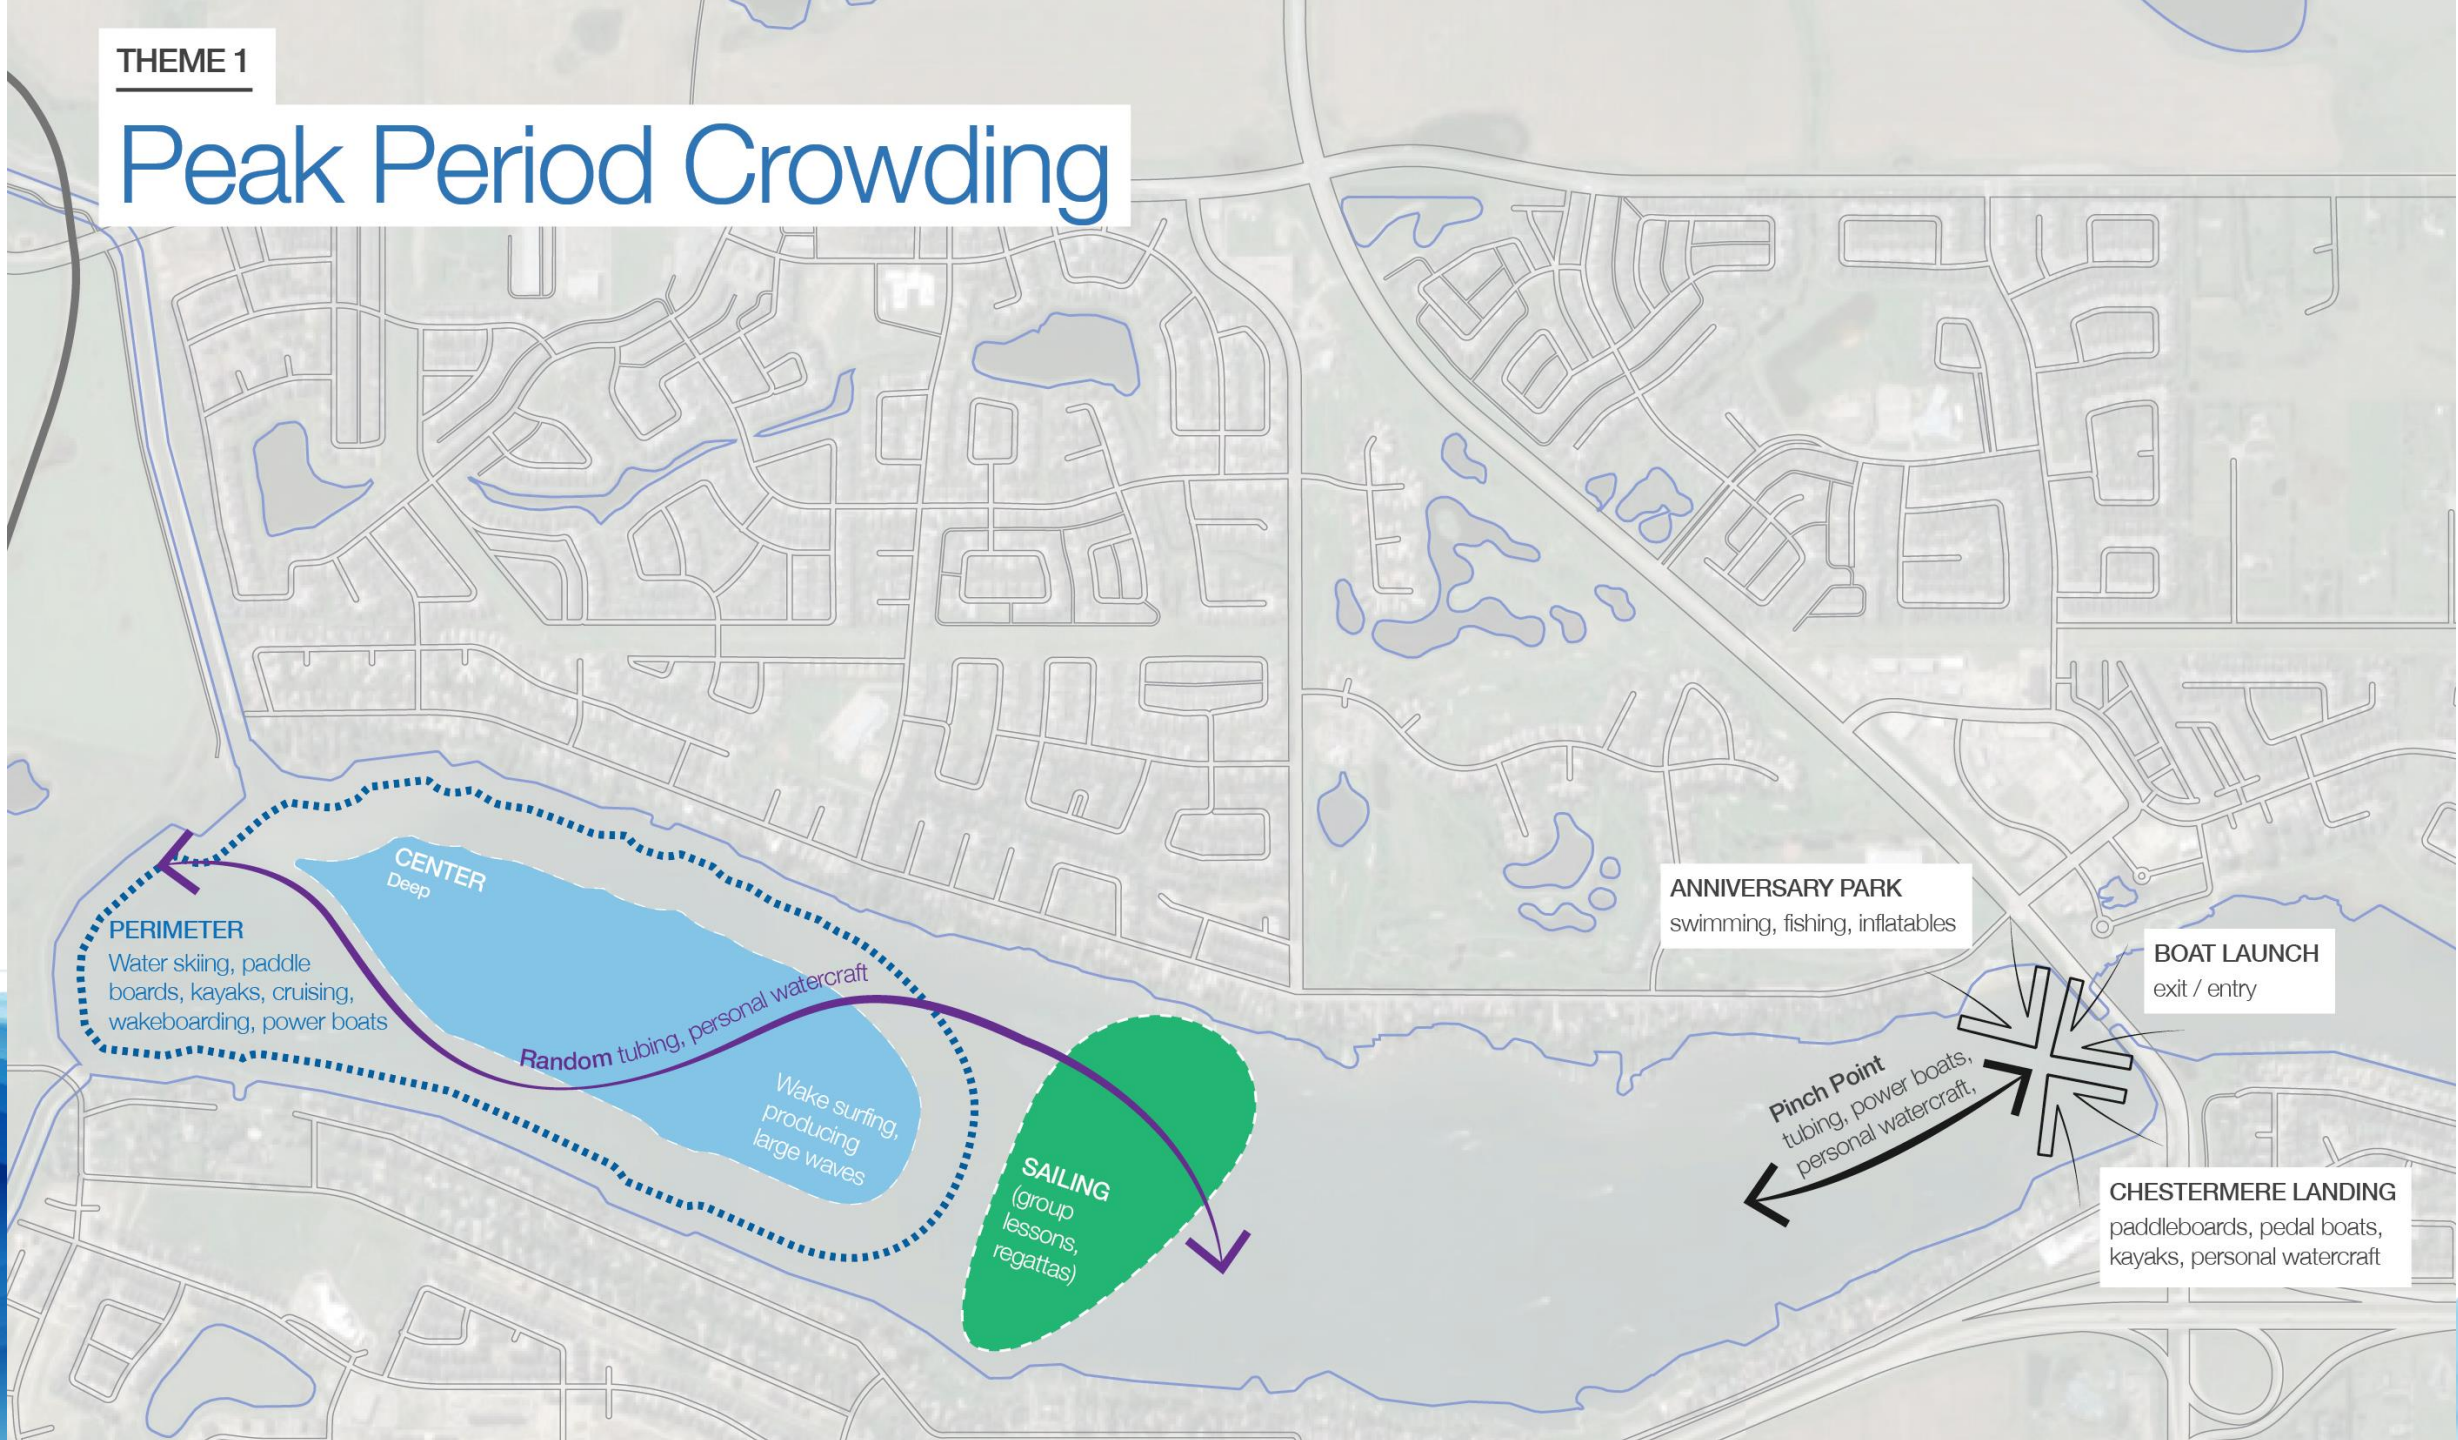 THEME 1
Peak Period Crowding
CENTER
Deep
PERIMETER
Water skiing, paddle
boards, kayaks, cruising,
wakeboarding, power boats
Random tubing, personal watercraft
Wake surfing,
producing
large waves
SAILING
(group
lessons,
regattas)
ANNIVERSARY PARK
swimming, fishing, inflatables
BOAT LAUNCH
exit / entry
Pinch Point
tubing, power boats,
personal watercraft,
CHESTERMERE LANDING
paddleboards, pedal boats,
kayaks, personal watercraft